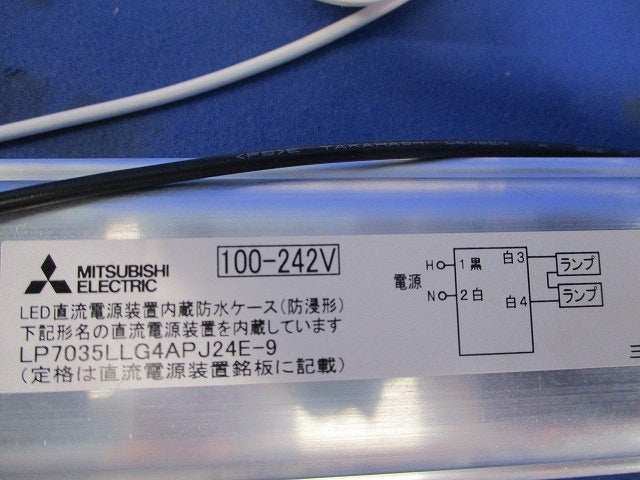 <PS>E TAKAHASHI DENSEN
MITSUBISHI
ELECTRIC
100-242V
LED直流電源装置内蔵防水ケース(防浸形)
下記形名の直流電源装置を内蔵しています
LP7035LLG4APJ24E-9
(定格は直流電源装置銘板に記載)
電源
H 1 黒 白 3 ランプ
N 2 白 白 4 ランプ